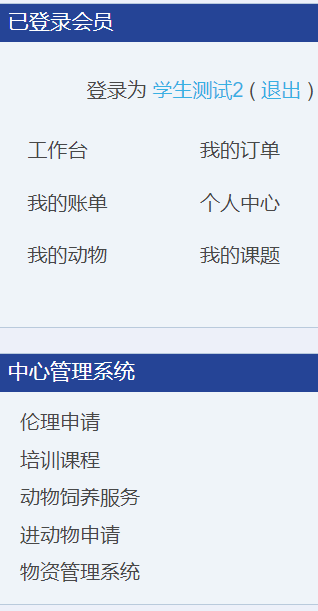 已登录会员
登录为 学生测试2 ( 退出 )
工作台 我的订单
我的账单 个人中心
我的动物 我的课题
中心管理系统
伦理申请
培训课程
动物饲养服务
进动物申请
物资管理系统